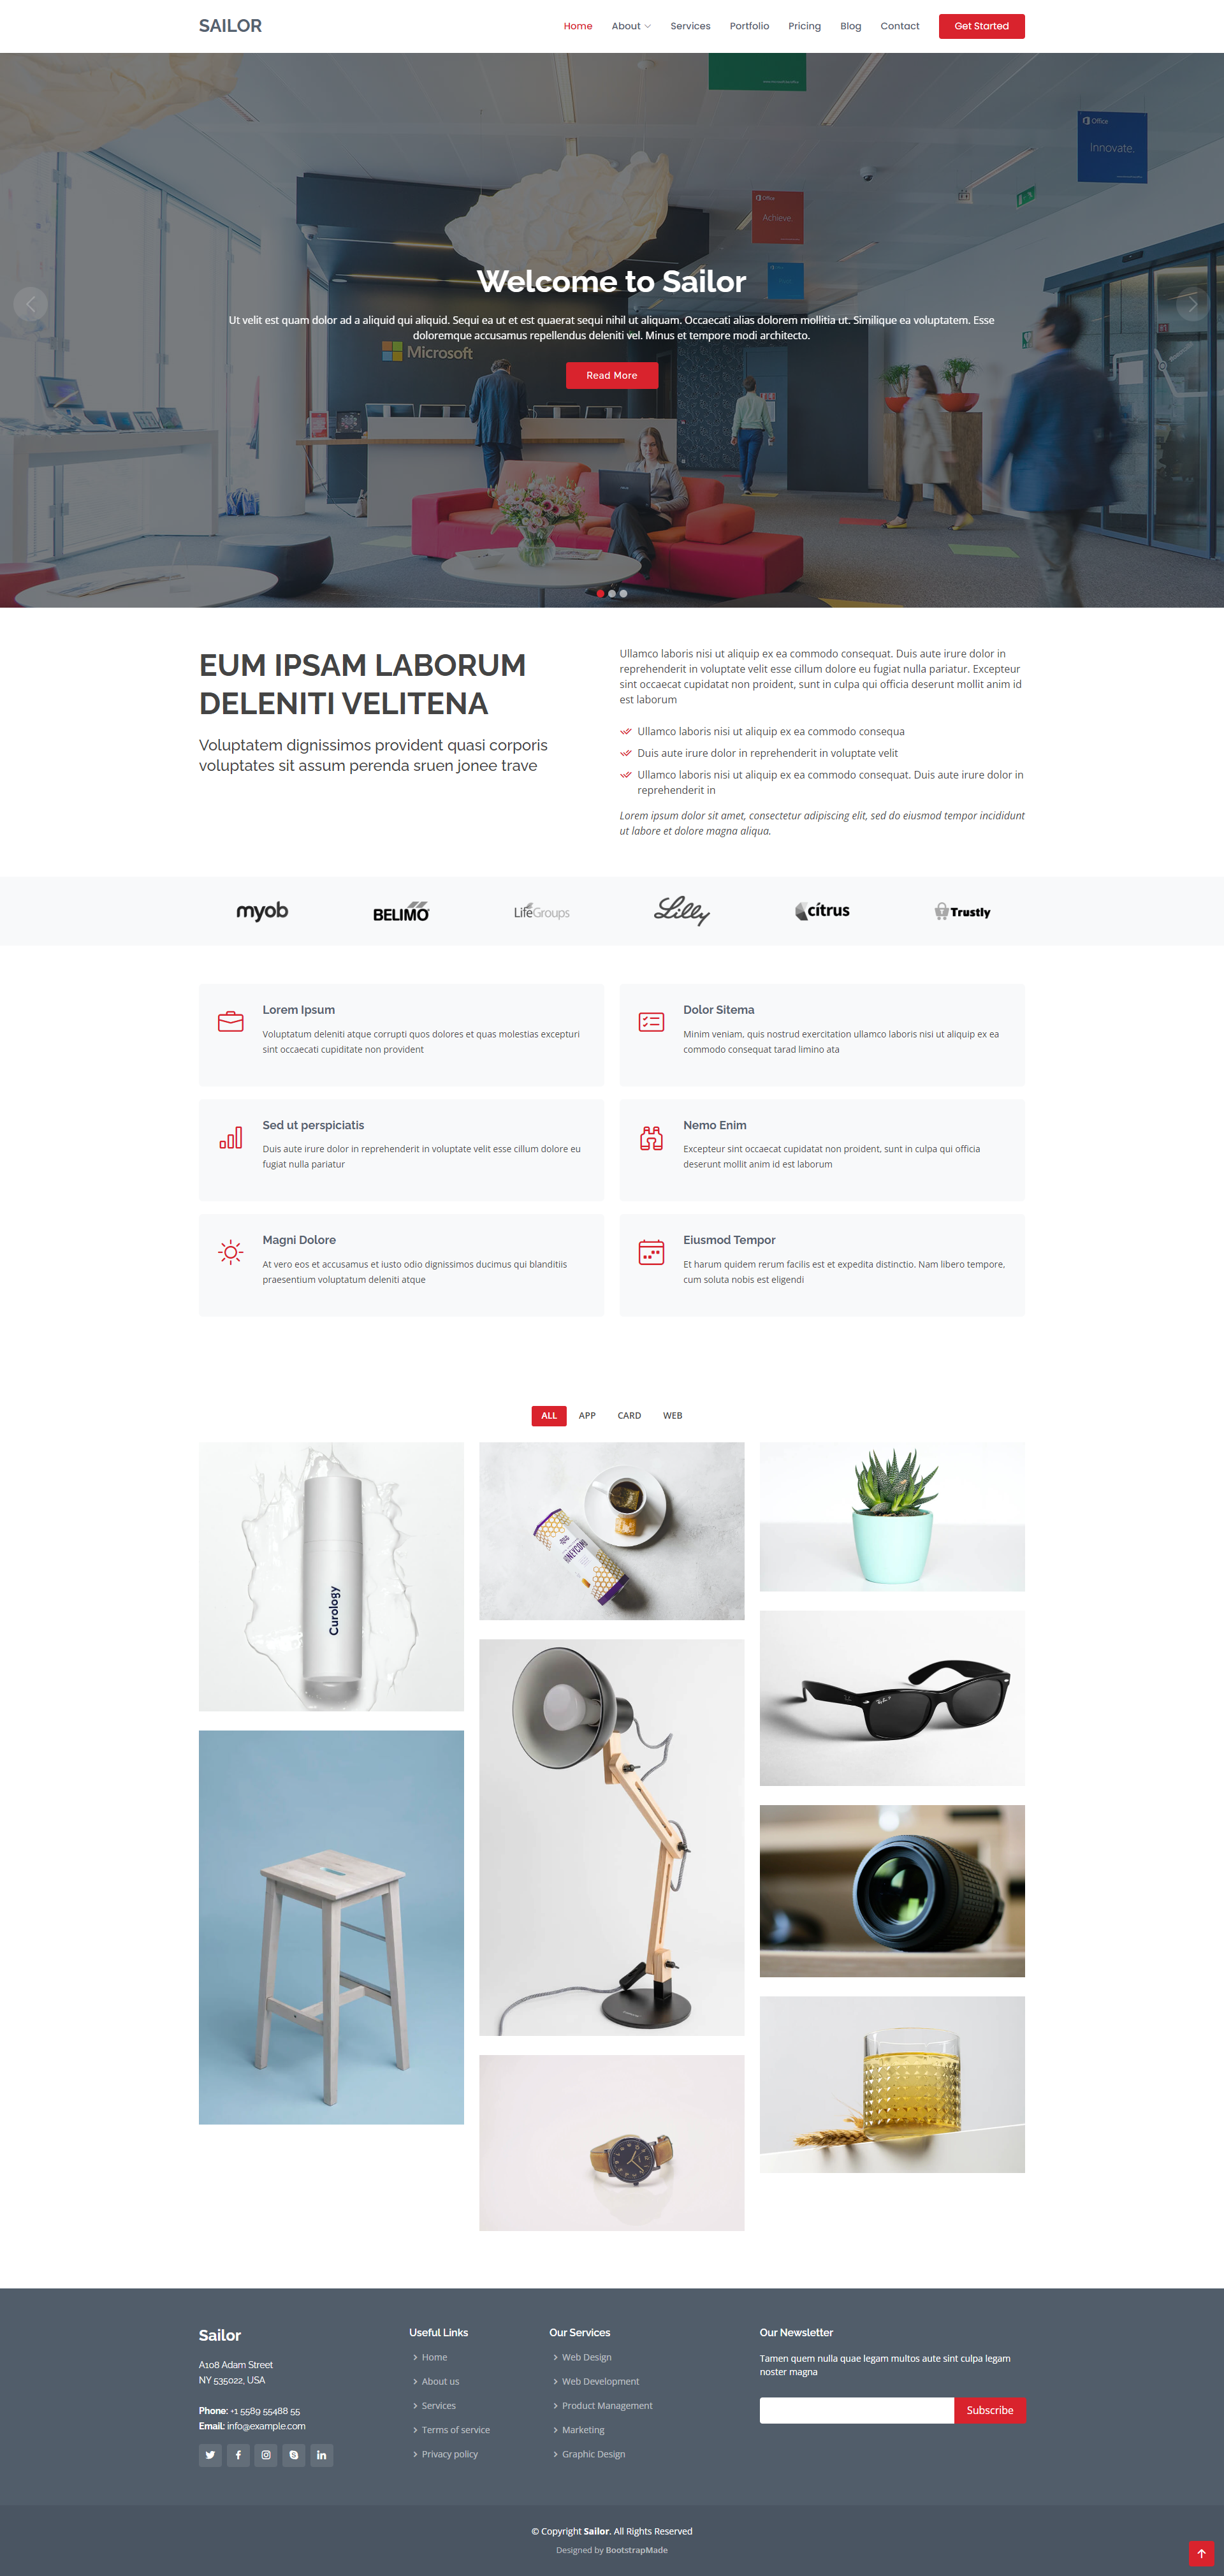 SAILOR
Home About Services Portfolio Pricing Blog Contact Get Started
Office
Innovate.
Office
Achieve.
Welcome to Sailor
Ut velit est quam dolor ad a aliquid qui aliquid. Sequi ea ut et est quaerat sequi nihil ut aliquam. Occaecati alias dolorem mollitia ut. Similique ea voluptatem. Esse
doloremque accusamus repellendus deleniti vel. Minus et tempore modi architecto.
Microsoft
Read More
EUM IPSAM LABORUM
DELENITI VELITENA
Voluptatem dignissimos provident quasi corporis
voluptates sit assum perenda sruen jonee trave
Ullamco laboris nisi ut aliquip ex ea commodo consequat. Duis aute irure dolor in
reprehenderit in voluptate velit esse cillum dolore eu fugiat nulla pariatur. Excepteur
sint occaecat cupidatat non proident, sunt in culpa qui officia deserunt mollit anim id
est laborum
Ullamco laboris nisi ut aliquip ex ea commodo consequa
Duis aute irure dolor in reprehenderit in voluptate velit
Ullamco laboris nisi ut aliquip ex ea commodo consequat. Duis aute irure dolor in
reprehenderit in
Lorem ipsum dolor sit amet, consectetur adipiscing elit, sed do eiusmod tempor incididunt
ut labore et dolore magna aliqua.
myob BELIMO LifeGroups Lilly citrus Trustly
Lorem Ipsum
Voluptatum deleniti atque corrupti quos dolores et quas molestias excepturi
sint occaecati cupiditate non provident
Dolor Sitema
Minim veniam, quis nostrud exercitation ullamco laboris nisi ut aliquip ex ea
commodo consequat tarad limino ata
Sed ut perspiciatis
Duis aute irure dolor in reprehenderit in voluptate velit esse cillum dolore eu
fugiat nulla pariatur
Nemo Enim
Excepteur sint occaecat cupidatat non proident, sunt in culpa qui officia
deserunt mollit anim id est laborum
Magni Dolore
At vero eos et accusamus et iusto odio dignissimos ducimus qui blanditiis
praesentium voluptatum deleniti atque
Eiusmod Tempor
Et harum quidem rerum facilis est et expedita distinctio. Nam libero tempore,
cum soluta nobis est eligendi
ALL APP CARD WEB
Curology
Sailor
A108 Adam Street
NY 535022, USA
Phone: +1 5589 55488 55
Email: info@example.com
Useful Links
Home
About us
Services
Terms of service
Privacy policy
Our Services
Web Design
Web Development
Product Management
Marketing
Graphic Design
Our Newsletter
Tamen quem nulla quae legam multos aute sint culpa legam
noster magna
Subscribe
© Copyright Sailor. All Rights Reserved
Designed by BootstrapMade